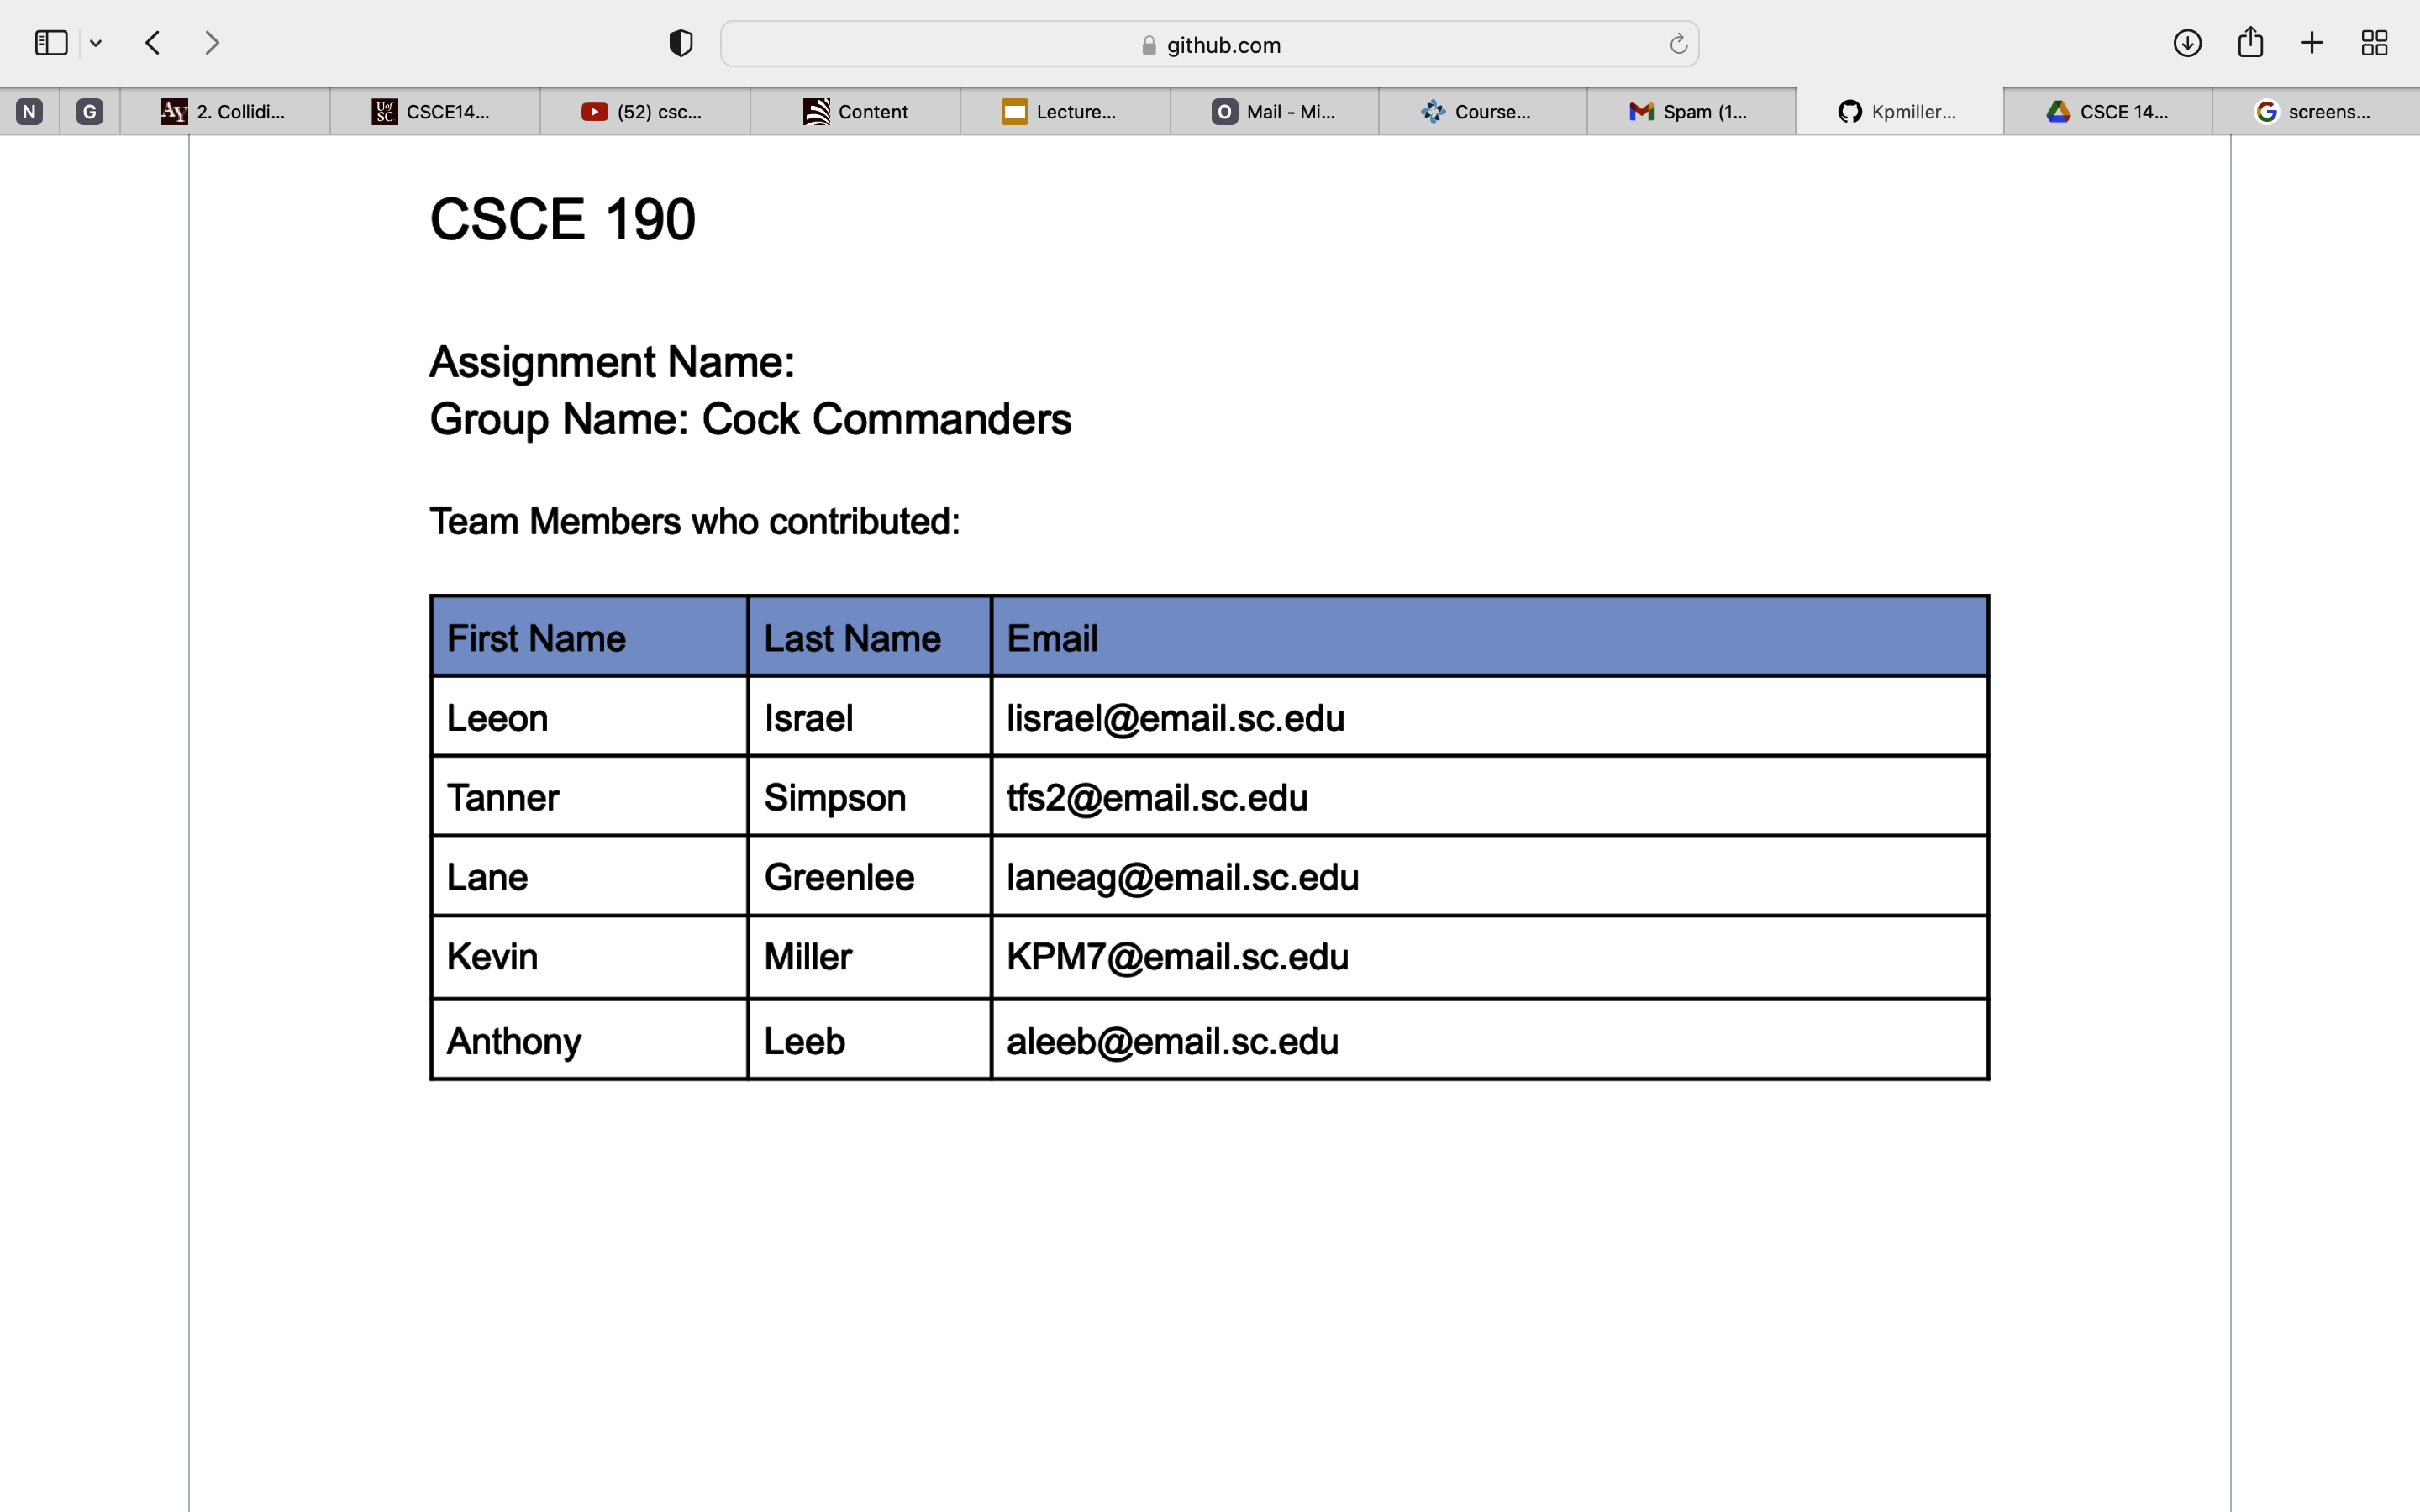 github.com
N G AY 2. Collidi... UofSC CSCE14... (52) csc... Content Lecture... O Mail - Mi... Course... Spam (1... Kpmiller... CSCE 14... G screens...
CSCE 190
Assignment Name:
Group Name: Cock Commanders
Team Members who contributed:
First Name Last Name Email
Leeon Israel lisrael@email.sc.edu
Tanner Simpson tfs2@email.sc.edu
Lane Greenlee laneag@email.sc.edu
Kevin Miller KPM7@email.sc.edu
Anthony Leeb aleeb@email.sc.edu